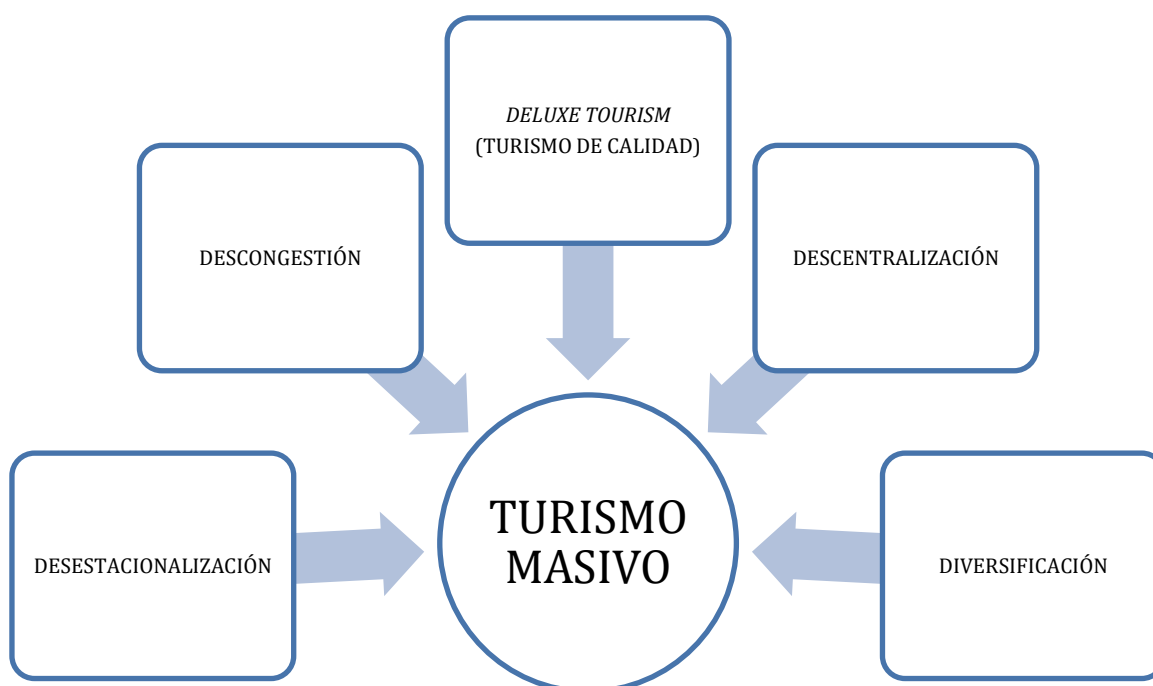 DELUXE TOURISM
(TURISMO DE CALIDAD)
DESCONGESTIÓN
DESCENTRALIZACIÓN
DESESTACIONALIZACIÓN
TURISMO
MASIVO
DIVERSIFICACIÓN